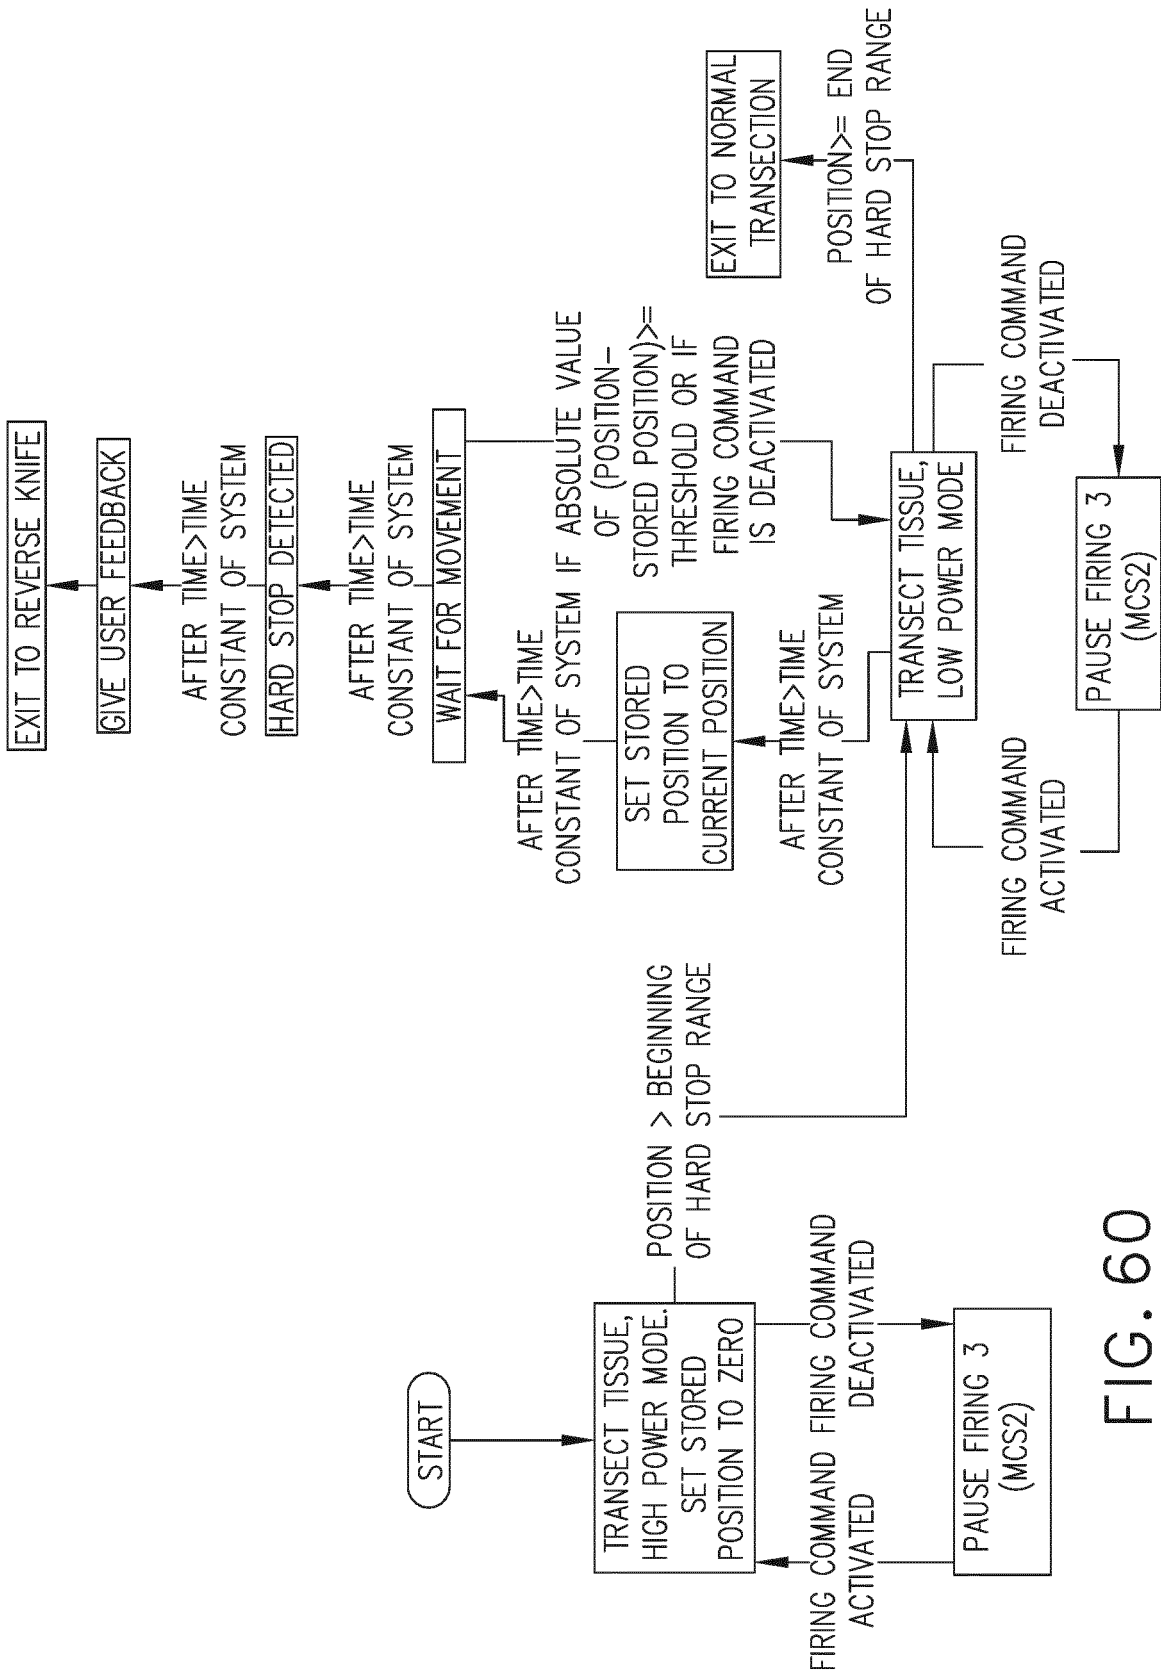 START
TRANSECT TISSUE,
HIGH POWER MODE.
SET STORED
POSITION TO ZERO
FIRING COMMAND
ACTIVATED
FIRING COMMAND
DEACTIVATED
PAUSE FIRING 3
(MCS2)
POSITION > BEGINNING
OF HARD STOP RANGE
EXIT TO REVERSE KNIFE
GIVE USER FEEDBACK
AFTER TIME>TIME
CONSTANT OF SYSTEM
HARD STOP DETECTED
AFTER TIME>TIME
CONSTANT OF SYSTEM
WAIT FOR MOVEMENT
AFTER TIME>TIME
CONSTANT OF SYSTEM
IF ABSOLUTE VALUE
OF (POSITION-
STORED POSITION)>=
THRESHOLD OR IF
FIRING COMMAND
IS DEACTIVATED
SET STORED
POSITION TO
CURRENT POSITION
AFTER TIME>TIME
CONSTANT OF SYSTEM
TRANSECT TISSUE,
LOW POWER MODE
EXIT TO NORMAL
TRANSECTION
POSITION>= END
OF HARD STOP RANGE
FIRING COMMAND
ACTIVATED
FIRING COMMAND
DEACTIVATED
PAUSE FIRING 3
(MCS2)
FIG. 60